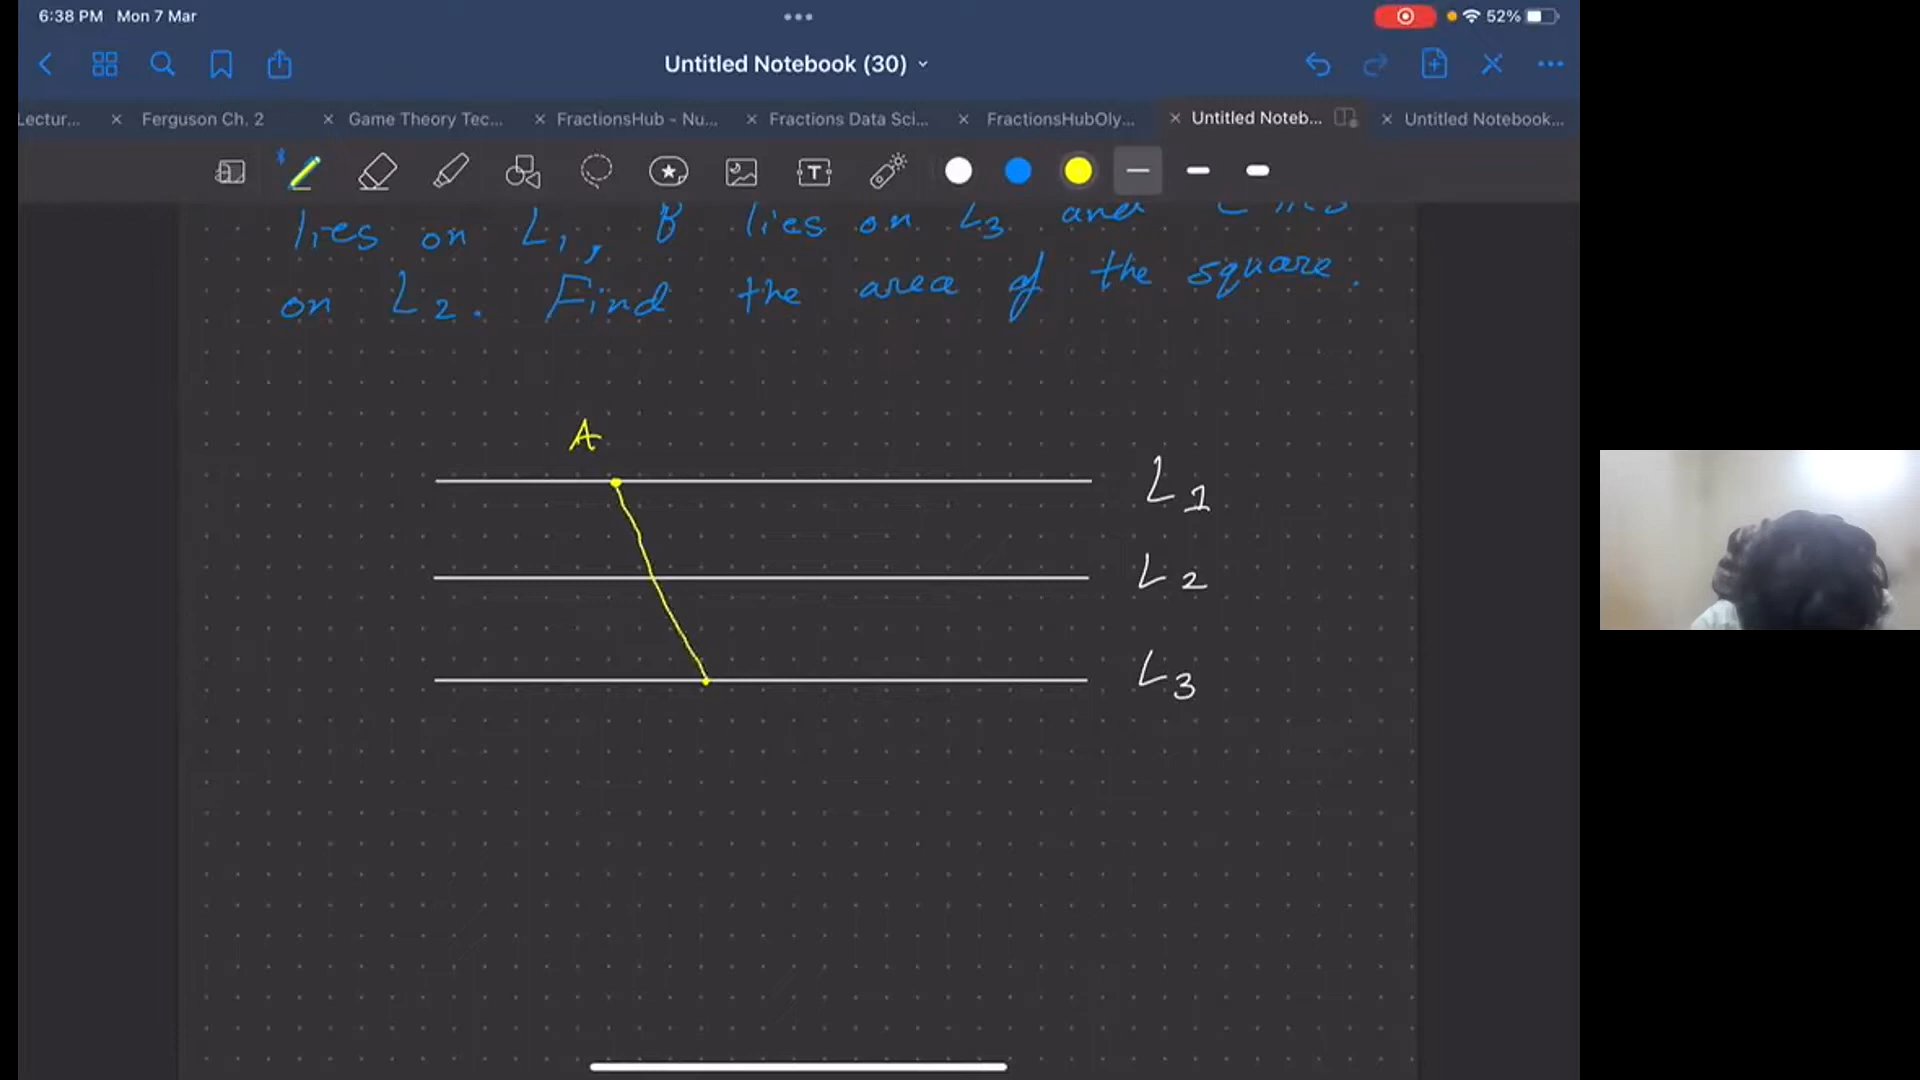 6:38 PM Mon 7 Mar
52%
Untitled Notebook (30)
Lectur... Ferguson Ch. 2 Game Theory Tec... FractionsHub - Nu... Fractions Data Sci... FractionsHubOly... Untitled Noteb... Untitled Notebook...
T
lies on L1, B lies on L3 and C lies
on L2. Find the area of the square.
A
L1
L2
L3